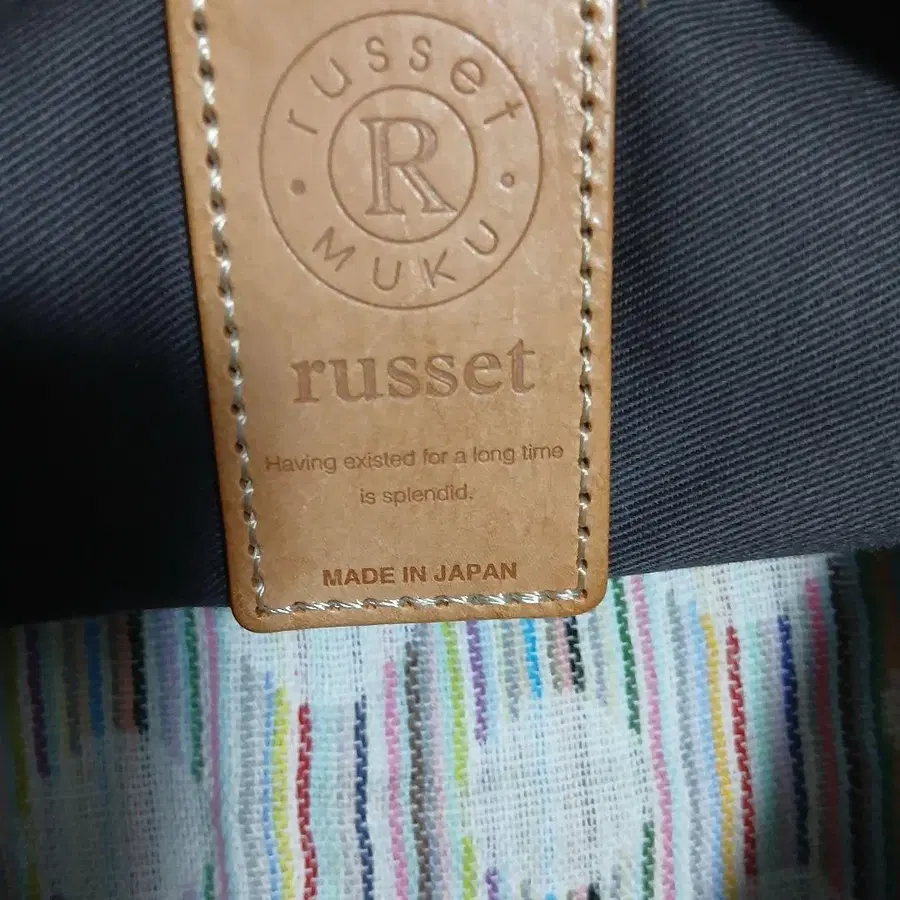 russet
R
MUKU
russet
Having existed for a long time
is splendid.
MADE IN JAPAN